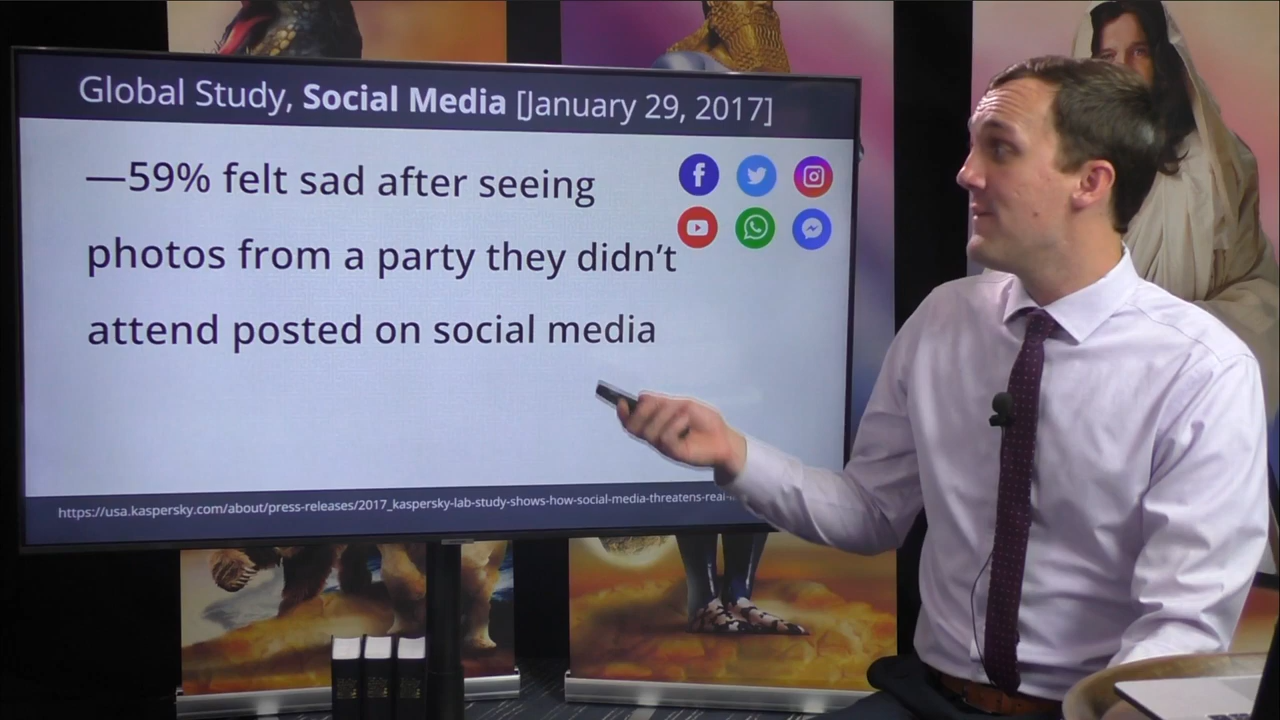 Global Study, Social Media [January 29, 2017]
—59% felt sad after seeing
photos from a party they didn’t
attend posted on social media
https://usa.kaspersky.com/about/press-releases/2017_kaspersky-lab-study-shows-how-social-media-threatens-real-